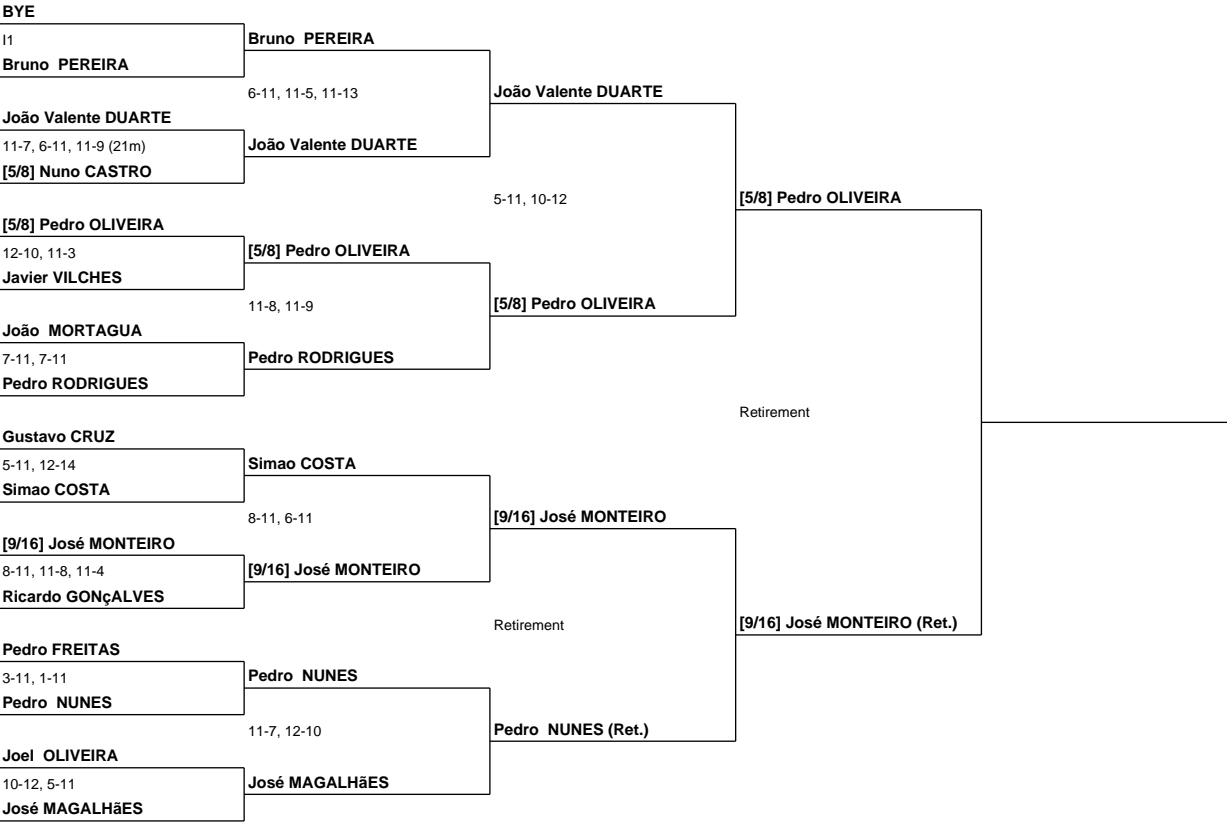 BYE
I1
Bruno  PEREIRA
João Valente DUARTE
11-7, 6-11, 11-9 (21m)
[5/8] Nuno CASTRO
[5/8] Pedro OLIVEIRA
12-10, 11-3
Javier VILCHES
João  MORTAGUA
7-11, 7-11
Pedro RODRIGUES
Gustavo CRUZ
5-11, 12-14
Simao COSTA
[9/16] José MONTEIRO
8-11, 11-8, 11-4
Ricardo GONçALVES
Pedro FREITAS
3-11, 1-11
Pedro  NUNES
Joel  OLIVEIRA
10-12, 5-11
José MAGALHãES
Bruno  PEREIRA
6-11, 11-5, 11-13
João Valente DUARTE
[5/8] Pedro OLIVEIRA
11-8, 11-9
Pedro RODRIGUES
Simao COSTA
8-11, 6-11
[9/16] José MONTEIRO
Pedro  NUNES
11-7, 12-10
José MAGALHãES
João Valente DUARTE
5-11, 10-12
[5/8] Pedro OLIVEIRA
[9/16] José MONTEIRO
Retirement
Pedro  NUNES (Ret.)
[5/8] Pedro OLIVEIRA
Retirement
[9/16] José MONTEIRO (Ret.)